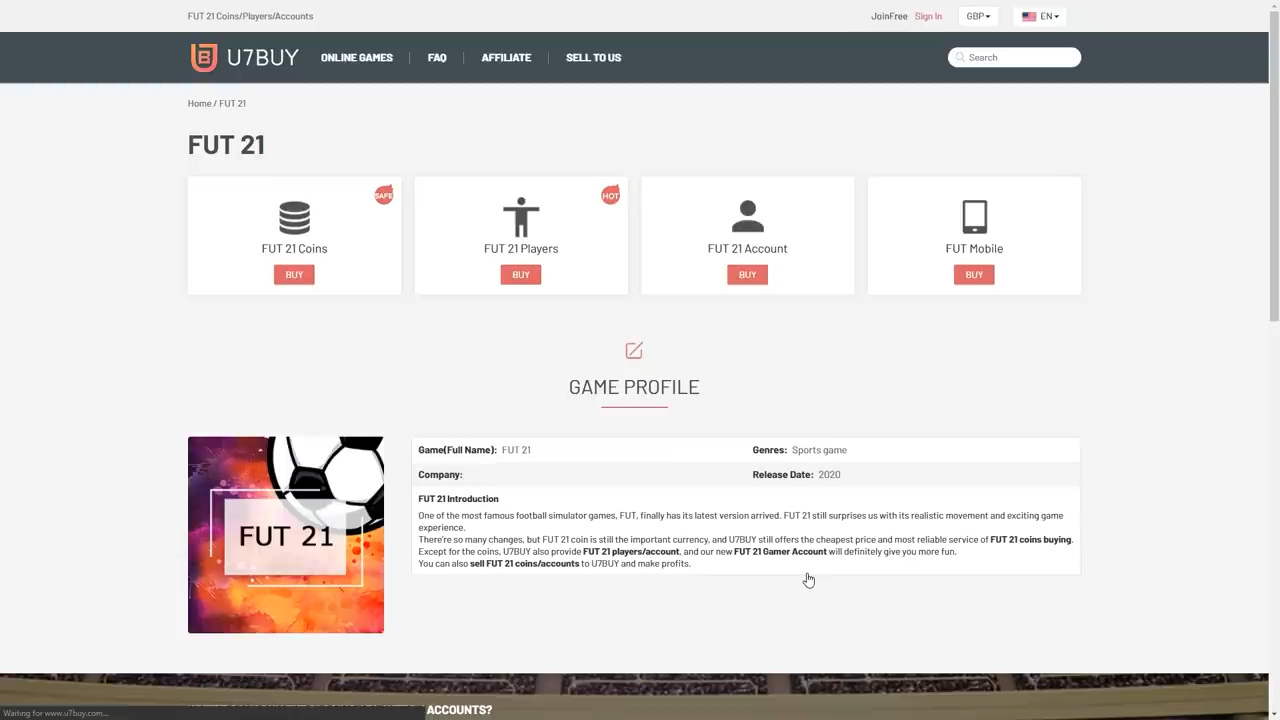 FUT 21 Coins/Players/Accounts
JoinFree Sign In GBP EN
U7BUY ONLINE GAMES FAQ AFFILIATE SELL TO US Search
Home / FUT 21
FUT 21
SAFE
HOT
FUT 21 Coins
FUT 21 Players
FUT 21 Account
FUT Mobile
BUY
BUY
BUY
BUY
GAME PROFILE
FUT 21
Game(Full Name): FUT 21 Genres: Sports game
Company: Release Date: 2020
FUT 21 Introduction
One of the most famous football simulator games, FUT, finally has its latest version arrived. FUT 21 still surprises us with its realistic movement and exciting game
experience.
There're so many changes, but FUT 21 coin is still the important currency, and U7BUY still offers the cheapest price and most reliable service of FUT 21 coins buying.
Except for the coins, U7BUY also provide FUT 21 players/account, and our new FUT 21 Gamer Account will definitely give you more fun.
You can also sell FUT 21 coins/accounts to U7BUY and make profits.
Waiting for www.u7buy.com...
ACCOUNTS?